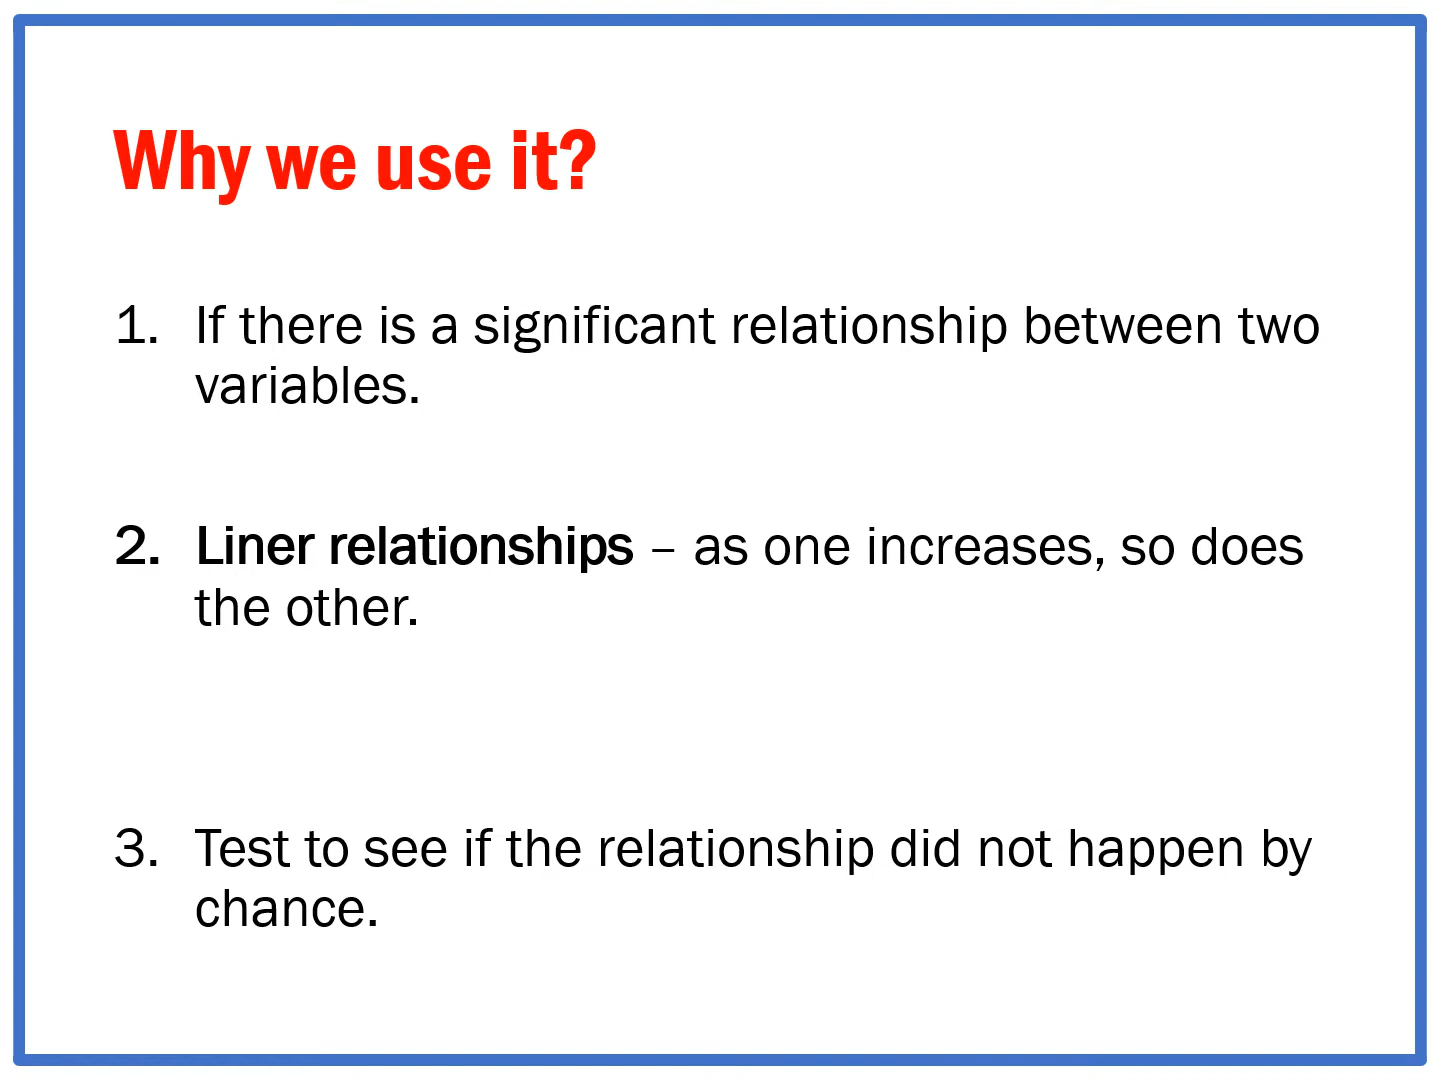 Why we use it?
1. If there is a significant relationship between two
variables.
2. Liner relationships – as one increases, so does
the other.
3. Test to see if the relationship did not happen by
chance.